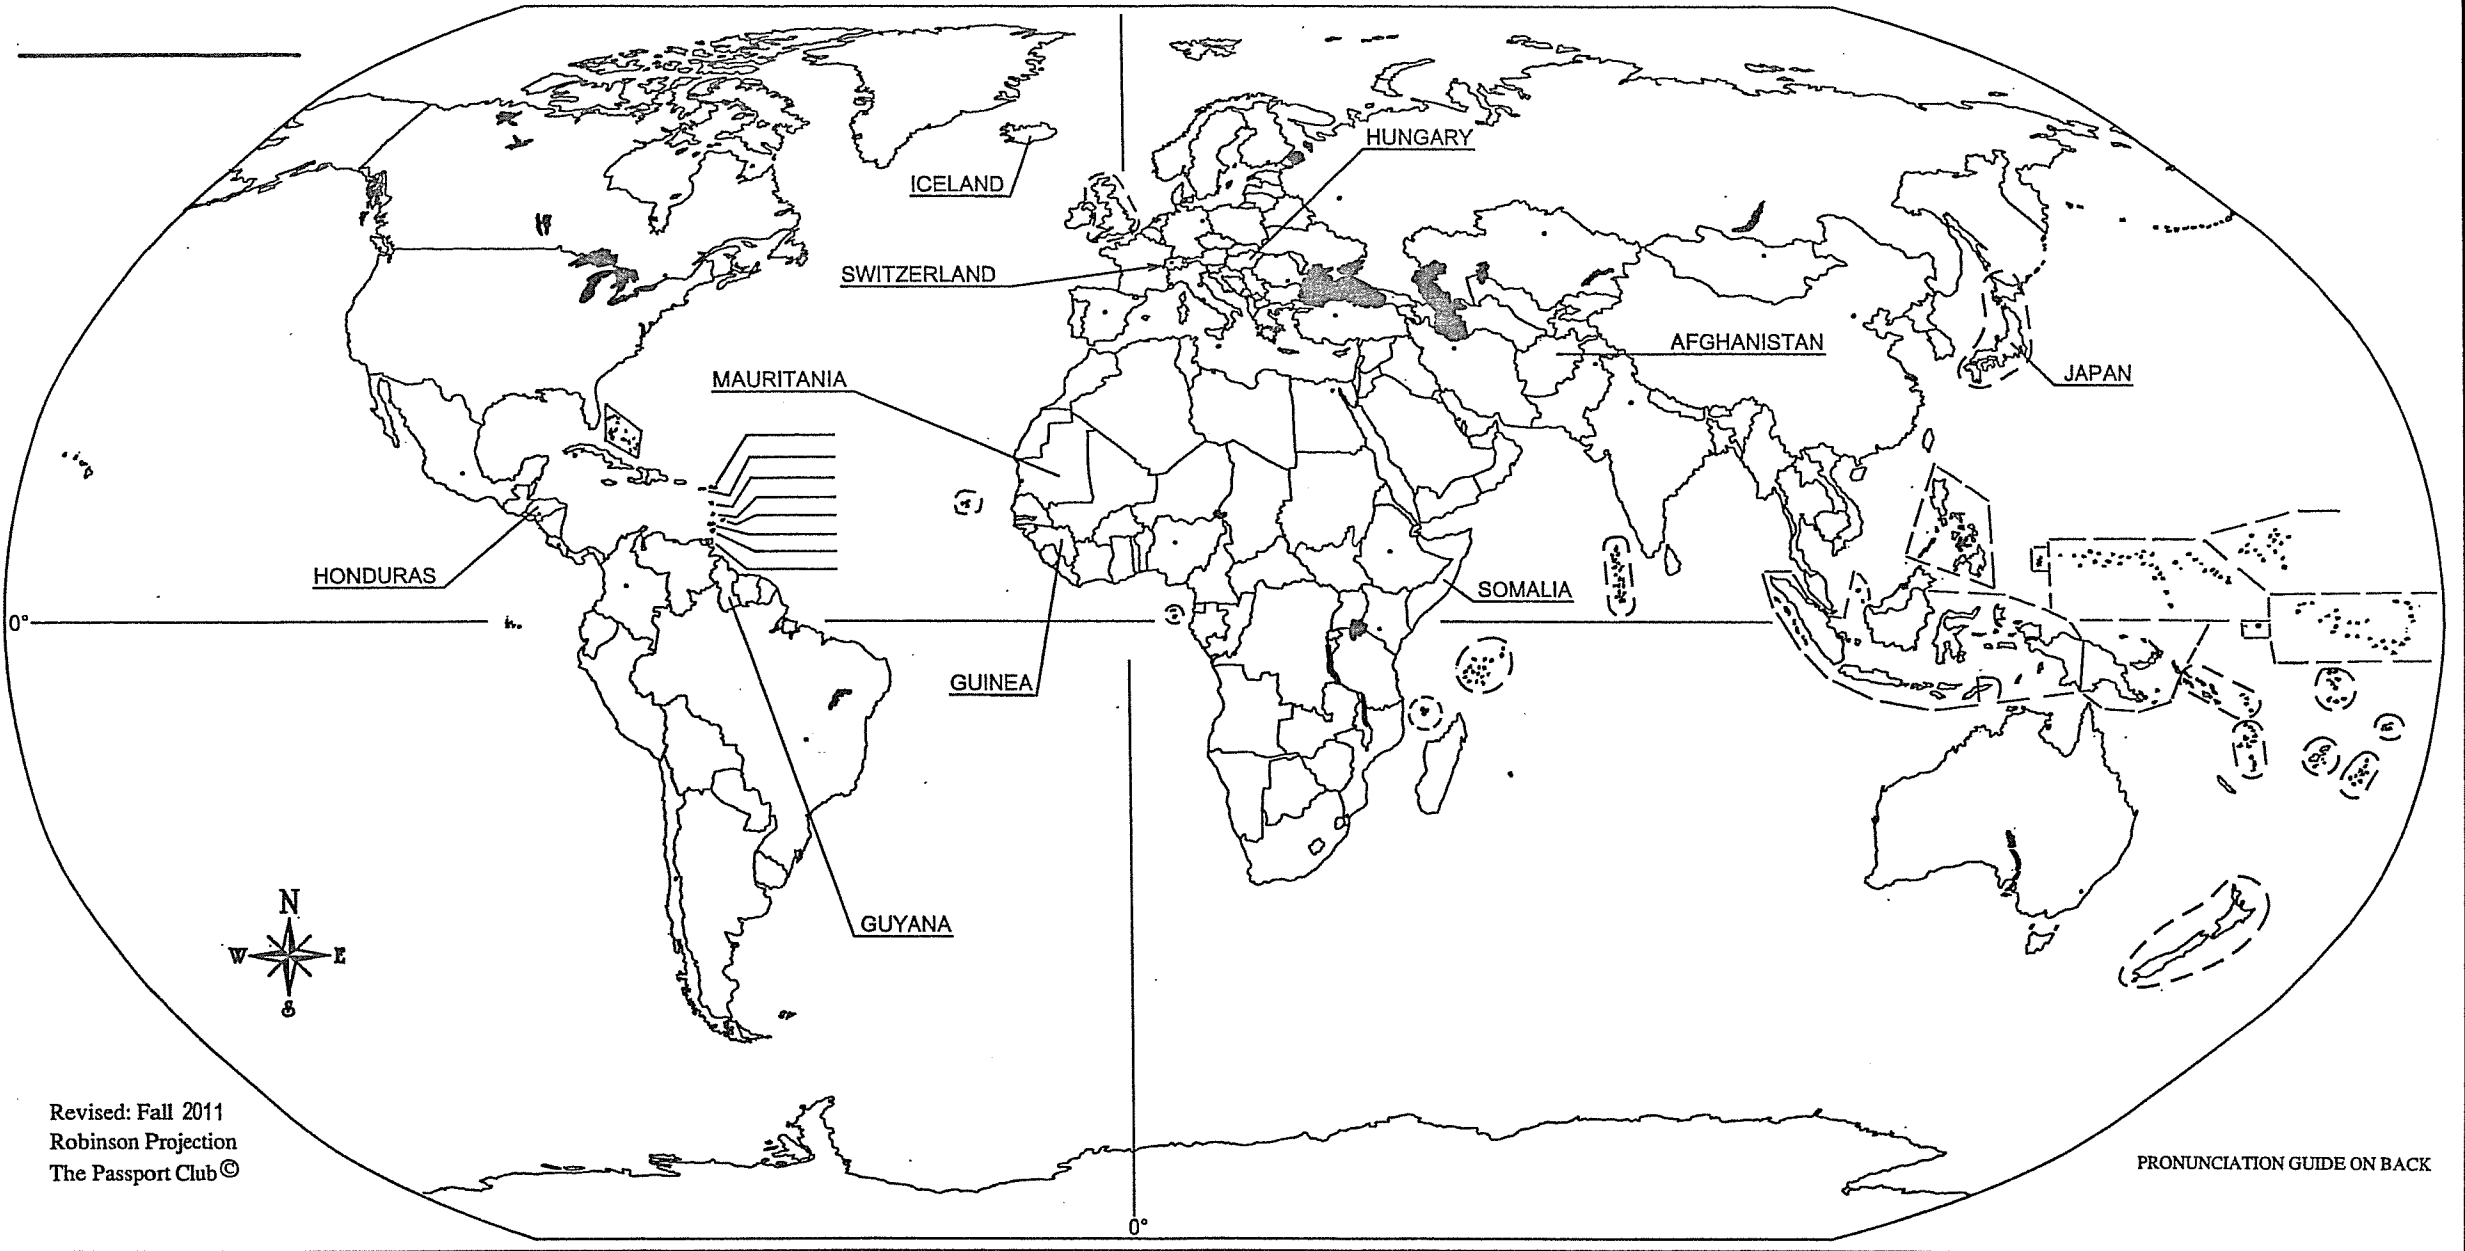 HUNGARY
ICELAND
SWITZERLAND
AFGHANISTAN
MAURITANIA
JAPAN
HONDURAS
SOMALIA
0°
GUINEA
GUYANA
N
W E
S
Revised: Fall 2011
Robinson Projection
The Passport Club©
PRONUNCIATION GUIDE ON BACK
0°